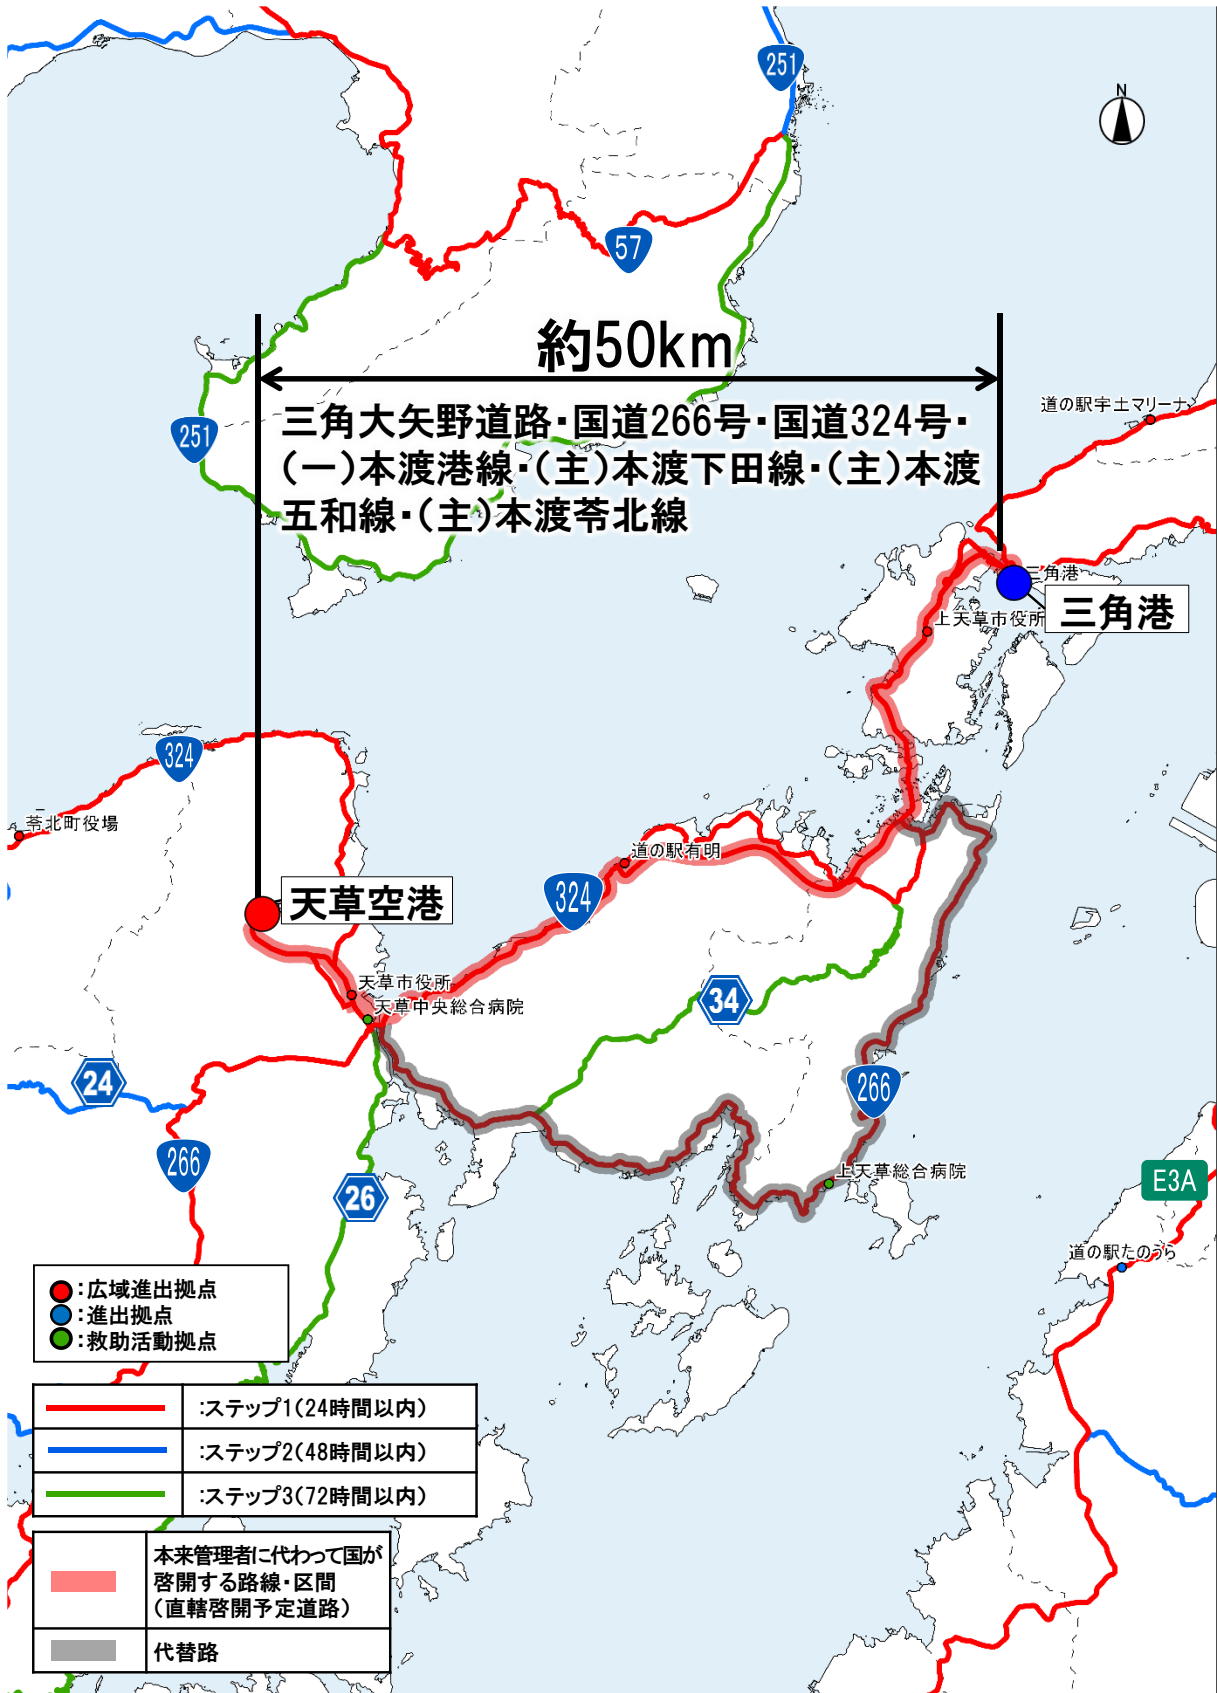 251
N
57
約50km
道の駅宇土マリーナ
251
三角大矢野道路・国道266号・国道324号・
(一)本渡港線・(主)本渡下田線・(主)本渡
五和線・(主)本渡苓北線
三角港
三角港
上天草市役所
324
苓北町役場
道の駅有明
天草空港
324
天草市役所
天草中央総合病院
34
24
266
266
26
上天草総合病院
E3A
道の駅たのうら
:広域進出拠点
:進出拠点
:救助活動拠点
:ステップ1(24時間以内)
:ステップ2(48時間以内)
:ステップ3(72時間以内)
本来管理者に代わって国が
啓開する路線・区間
(直轄啓開予定道路)
代替路